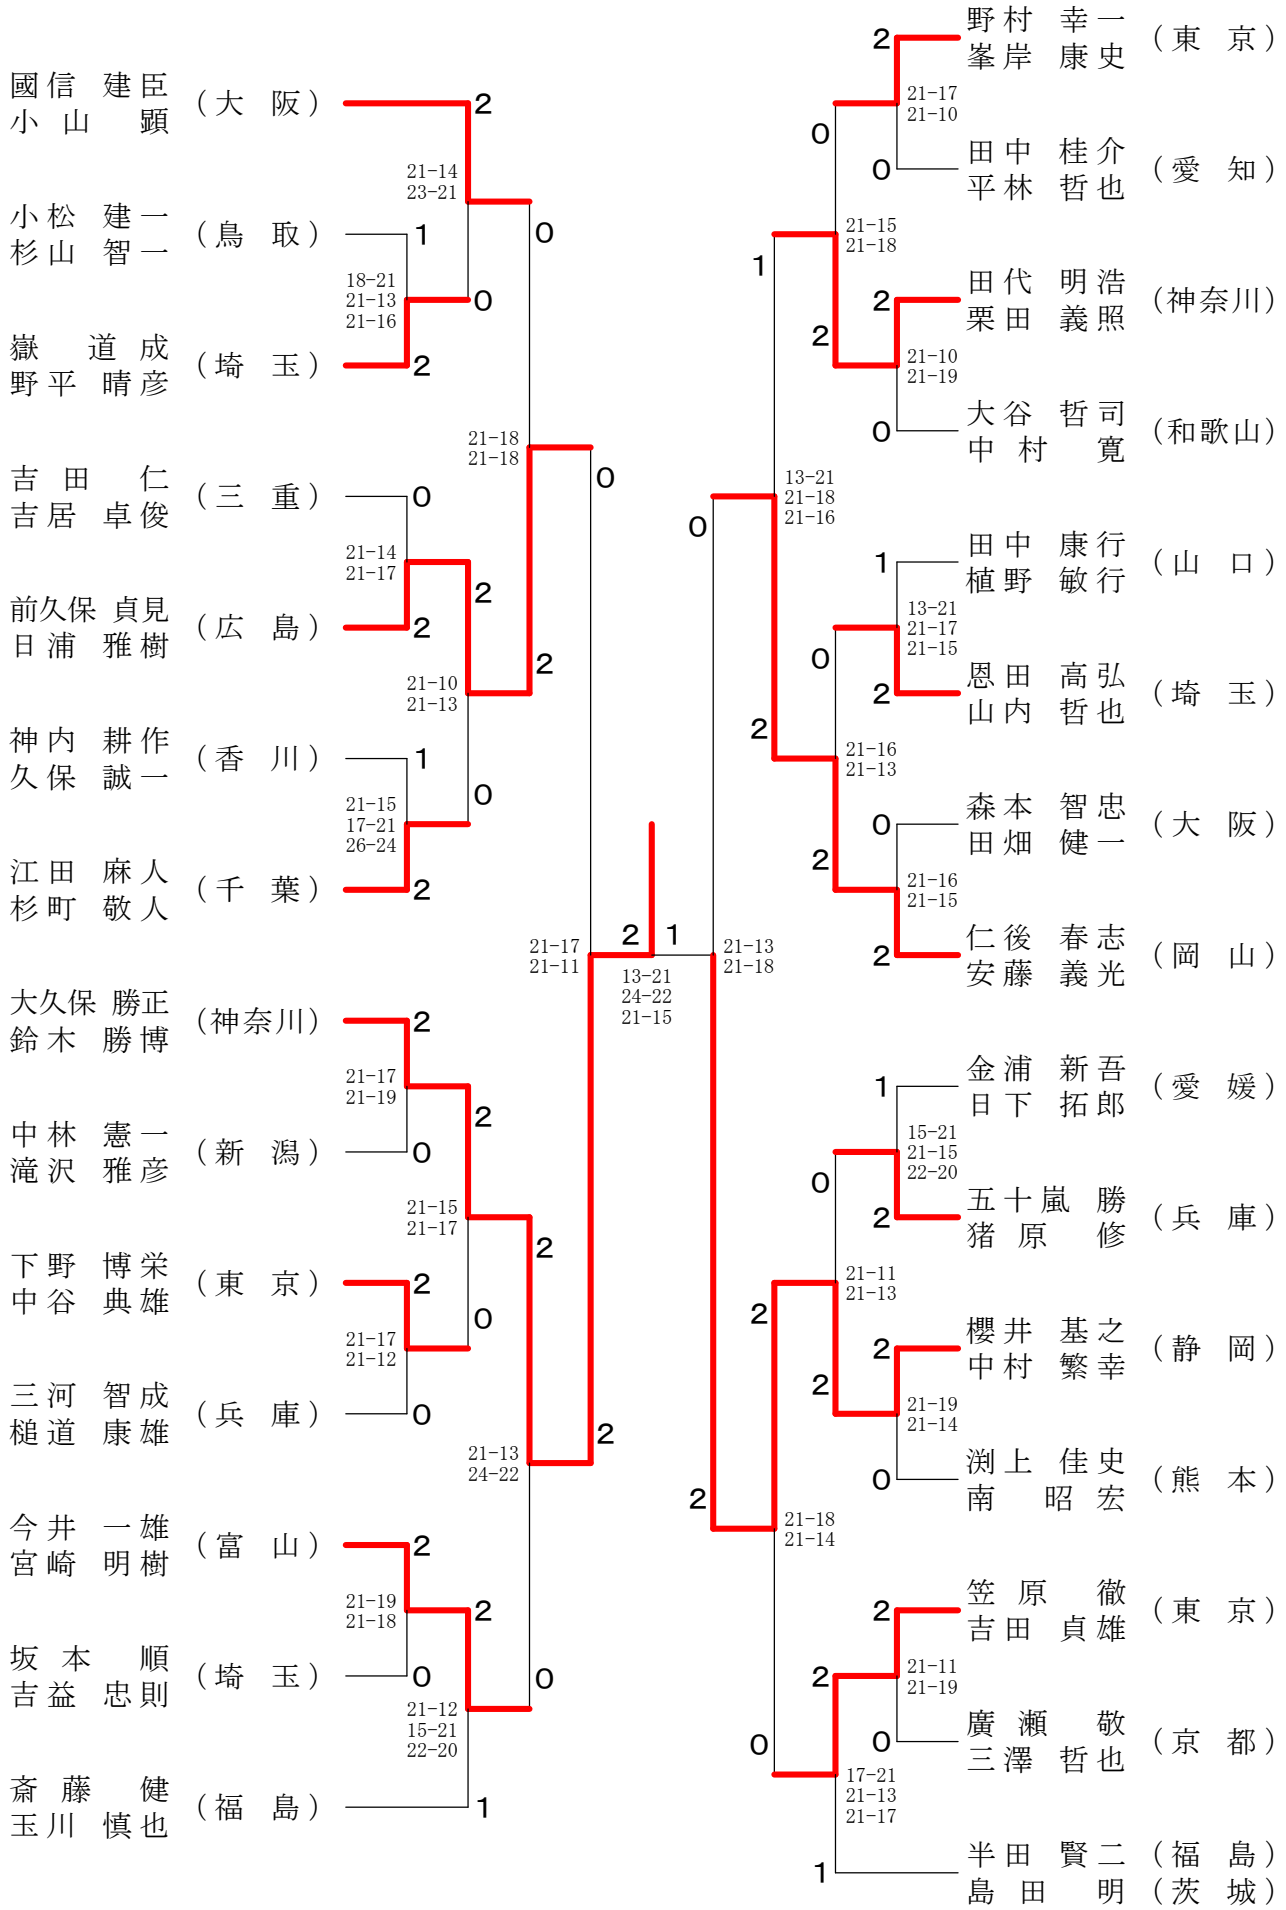 國信 建臣
小山 顕
（大 阪）
2
21-14
23-21
0
小松 建一
杉山 智一
（鳥 取）
1
18-21
21-13
21-16
0
嶽 道成
野平 晴彦
（埼 玉）
2
21-18
21-18
0
吉田 仁
吉居 卓俊
（三 重）
0
21-14
21-17
2
前久保 貞見
日浦 雅樹
（広 島）
2
21-10
21-13
2
神内 耕作
久保 誠一
（香 川）
1
21-15
17-21
26-24
0
江田 麻人
杉町 敬人
（千 葉）
2
21-17
21-11
大久保 勝正
鈴木 勝博
（神奈川）
2
21-17
21-19
2
中林 憲一
滝沢 雅彦
（新 潟）
0
21-15
21-17
2
下野 博栄
中谷 典雄
（東 京）
2
21-17
21-12
0
三河 智成
槌道 康雄
（兵 庫）
0
21-13
24-22
2
今井 一雄
宮崎 明樹
（富 山）
2
21-19
21-18
2
坂本 順
吉益 忠則
（埼 玉）
0
21-12
15-21
22-20
0
斎藤 健
玉川 慎也
（福 島）
1
2 1
13-21
24-22
21-15
野村 幸一
峯岸 康史
（東 京）
2
21-17
21-10
0
田中 桂介
平林 哲也
（愛 知）
0
21-15
21-18
1
田代 明浩
栗田 義照
（神奈川）
2
21-10
21-19
2
大谷 哲司
中村 寛
（和歌山）
0
13-21
21-18
21-16
0
田中 康行
植野 敏行
（山 口）
1
13-21
21-17
21-15
0
恩田 高弘
山内 哲也
（埼 玉）
2
21-16
21-13
2
森本 智忠
田畑 健一
（大 阪）
0
21-16
21-15
2
仁後 春志
安藤 義光
（岡 山）
2
21-13
21-18
金浦 新吾
日下 拓郎
（愛 媛）
1
15-21
21-15
22-20
0
五十嵐 勝
猪原 修
（兵 庫）
2
21-11
21-13
2
櫻井 基之
中村 繁幸
（静 岡）
2
21-19
21-14
2
渕上 佳史
南 昭宏
（熊 本）
0
21-18
21-14
2
笠原 徹
吉田 貞雄
（東 京）
2
21-11
21-19
2
廣瀬 敬
三澤 哲也
（京 都）
0
17-21
21-13
21-17
0
半田 賢二 （福 島）
島田 明 （茨 城）
1